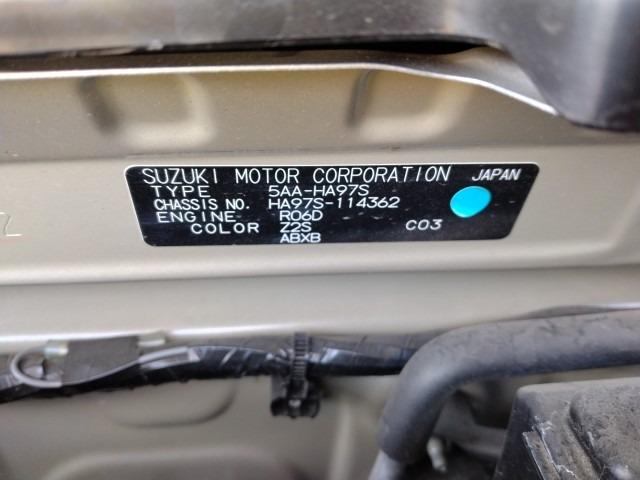 SUZUKI MOTOR CORPORATION JAPAN
TYPE 5AA-HA97S
CHASSIS NO. HA97S-114362
ENGINE R06D
COLOR Z2S C03
ABXB